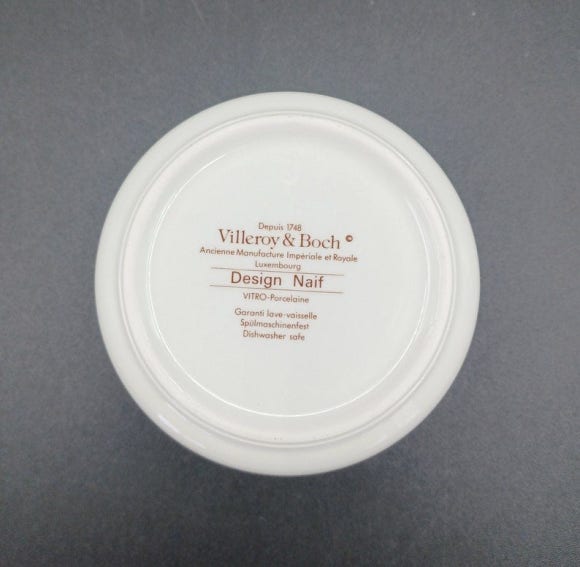 Depuis 1748
Villeroy & Boch ©
Ancienne Manufacture Impériale et Royale
Luxembourg
Design Naif
VITRO-Porcelaine
Garanti lave-vaisselle
Spülmaschinenfest
Dishwasher safe